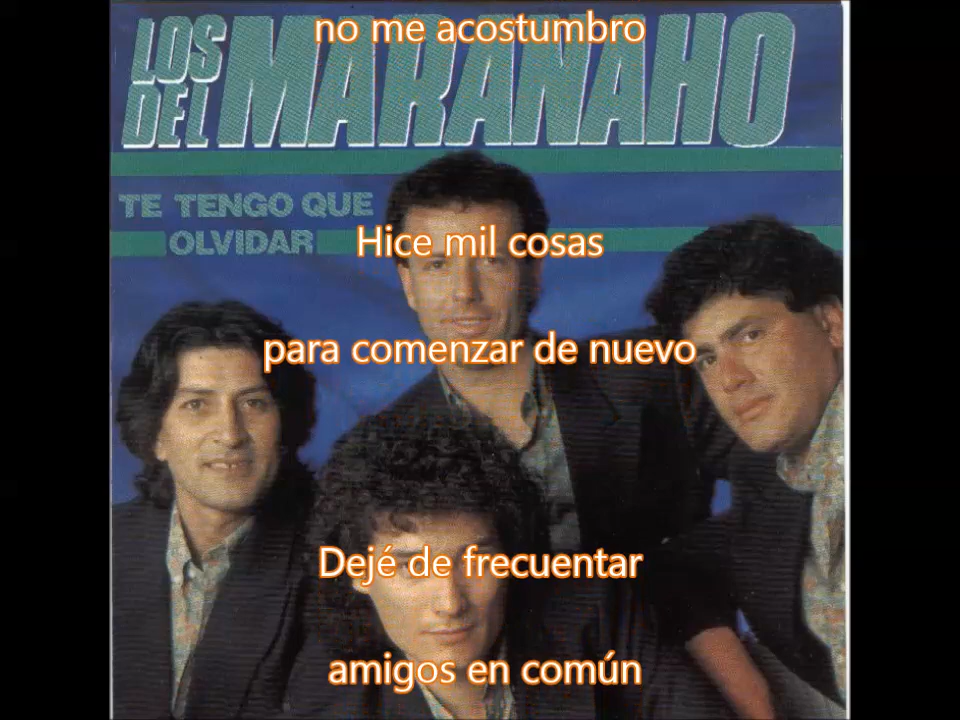 no me acostumbro
LOS
DEL MARANAHO
TE TENGO QUE
OLVIDAR
Hice mil cosas
para comenzar de nuevo
Dejé de frecuentar
amigos en común